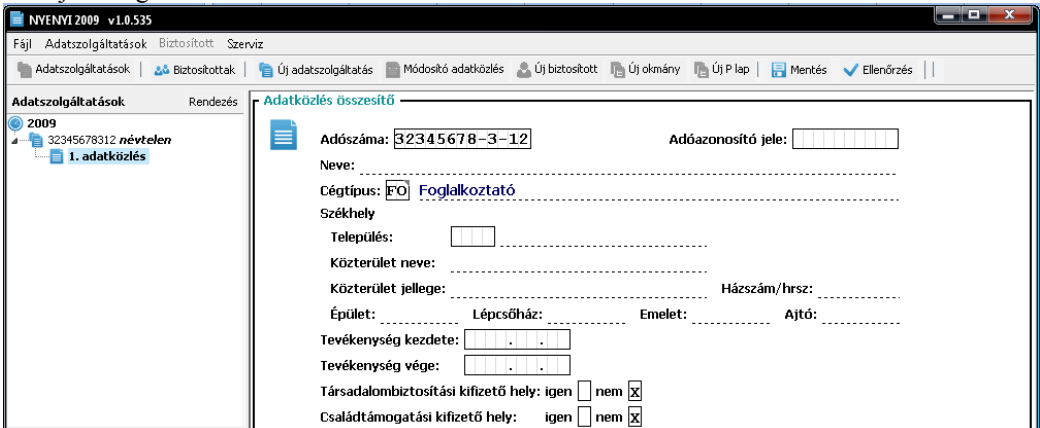 NYENYI 2009 v1.0.535
Fájl Adatszolgáltatások Biztosított Szerviz
Adatszolgáltatások Biztosítottak Új adatszolgáltatás Módosító adatközlés Új biztosított Új okmány Új P lap Mentés Ellenőrzés
Adatszolgáltatások Rendezés
2009
32345678312 névtelen
1. adatközlés
Adatközlés összesítő
Adószáma: 32345678-3-12 Adóazonosító jele:
Neve:
Cégtípus: FO Foglalkoztató
Székhely
Település:
Közterület neve:
Közterület jellege: Házszám/hrsz:
Épület: Lépcsőház: Emelet: Ajtó:
Tevékenység kezdete: . .
Tevékenység vége: . .
Társadalombiztosítási kifizető hely: igen nem X
Családtámogatási kifizető hely: igen nem X